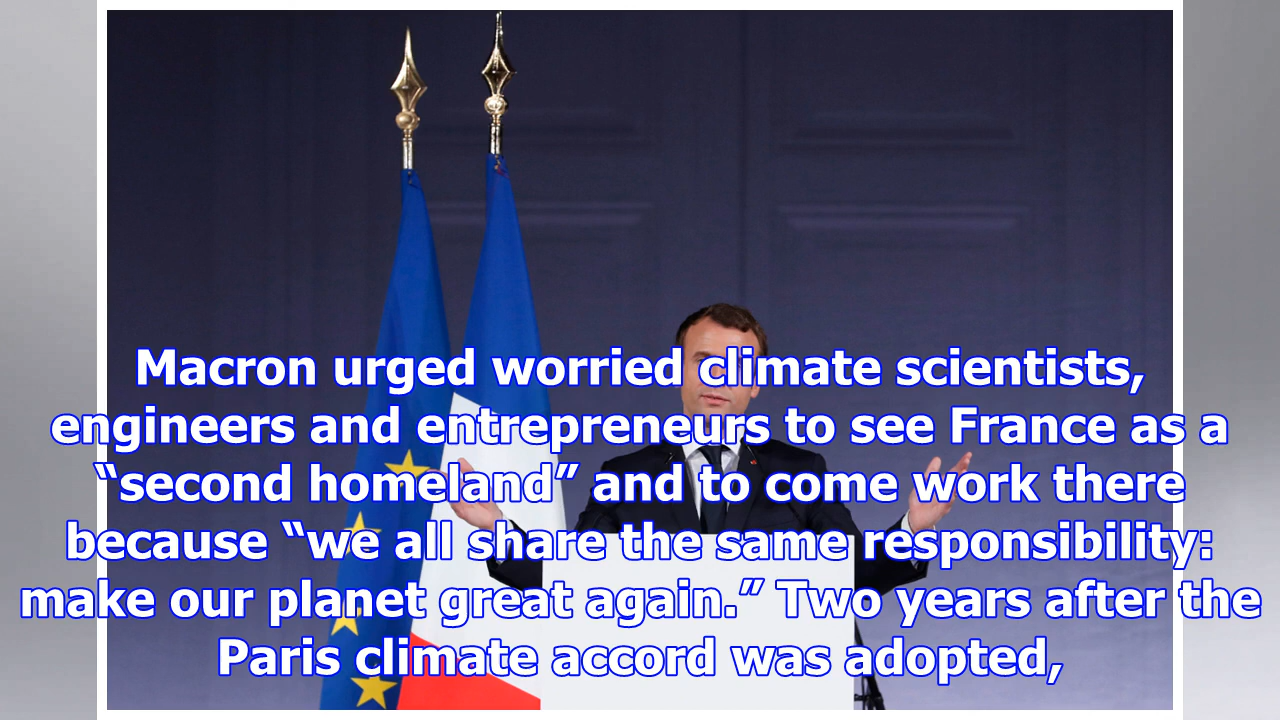 Macron urged worried climate scientists,
engineers and entrepreneurs to see France as a
“second homeland” and to come work there
because “we all share the same responsibility:
make our planet great again.” Two years after the
Paris climate accord was adopted,